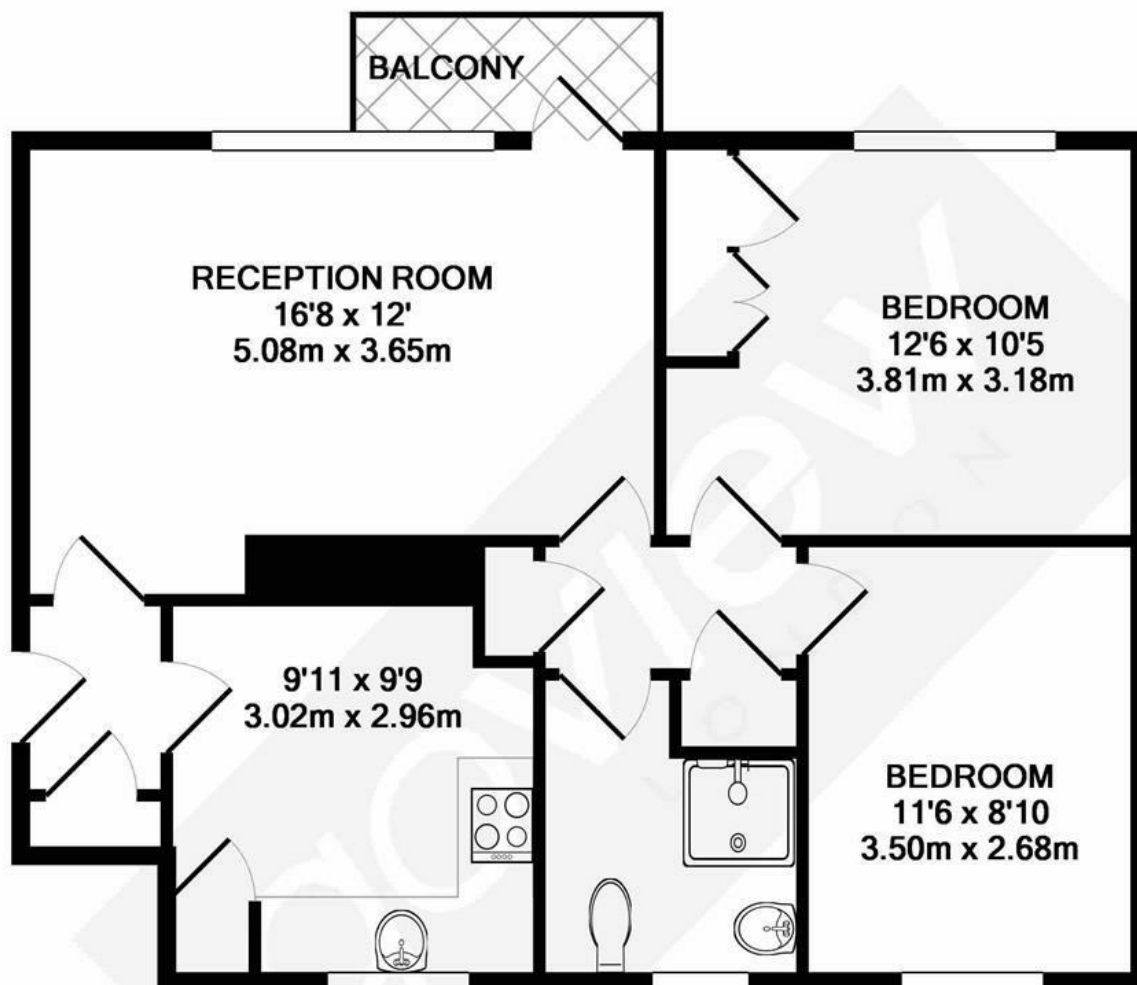 BALCONY
RECEPTION ROOM
16'8 x 12'
5.08m x 3.65m
BEDROOM
12'6 x 10'5
3.81m x 3.18m
9'11 x 9'9
3.02m x 2.96m
BEDROOM
11'6 x 8'10
3.50m x 2.68m
LONDON